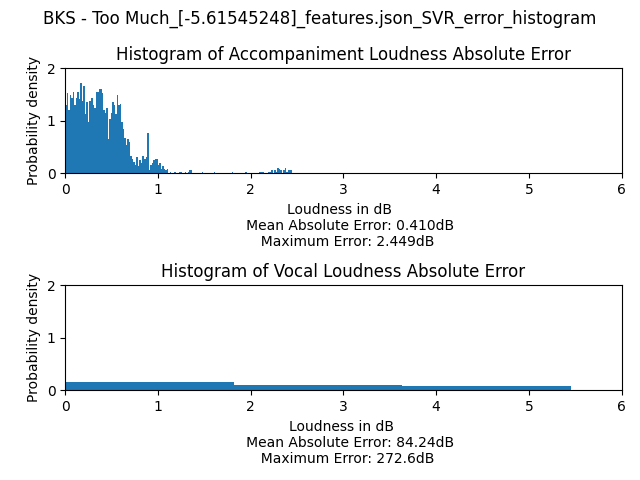 BKS - Too Much_[-5.61545248]_features.json_SVR_error_histogram
Histogram of Accompaniment Loudness Absolute Error
Probability density
2
1
0
0 1 2 3 4 5 6
Loudness in dB
Mean Absolute Error: 0.410dB
Maximum Error: 2.449dB
Histogram of Vocal Loudness Absolute Error
Probability density
2
1
0
0 1 2 3 4 5 6
Loudness in dB
Mean Absolute Error: 84.24dB
Maximum Error: 272.6dB